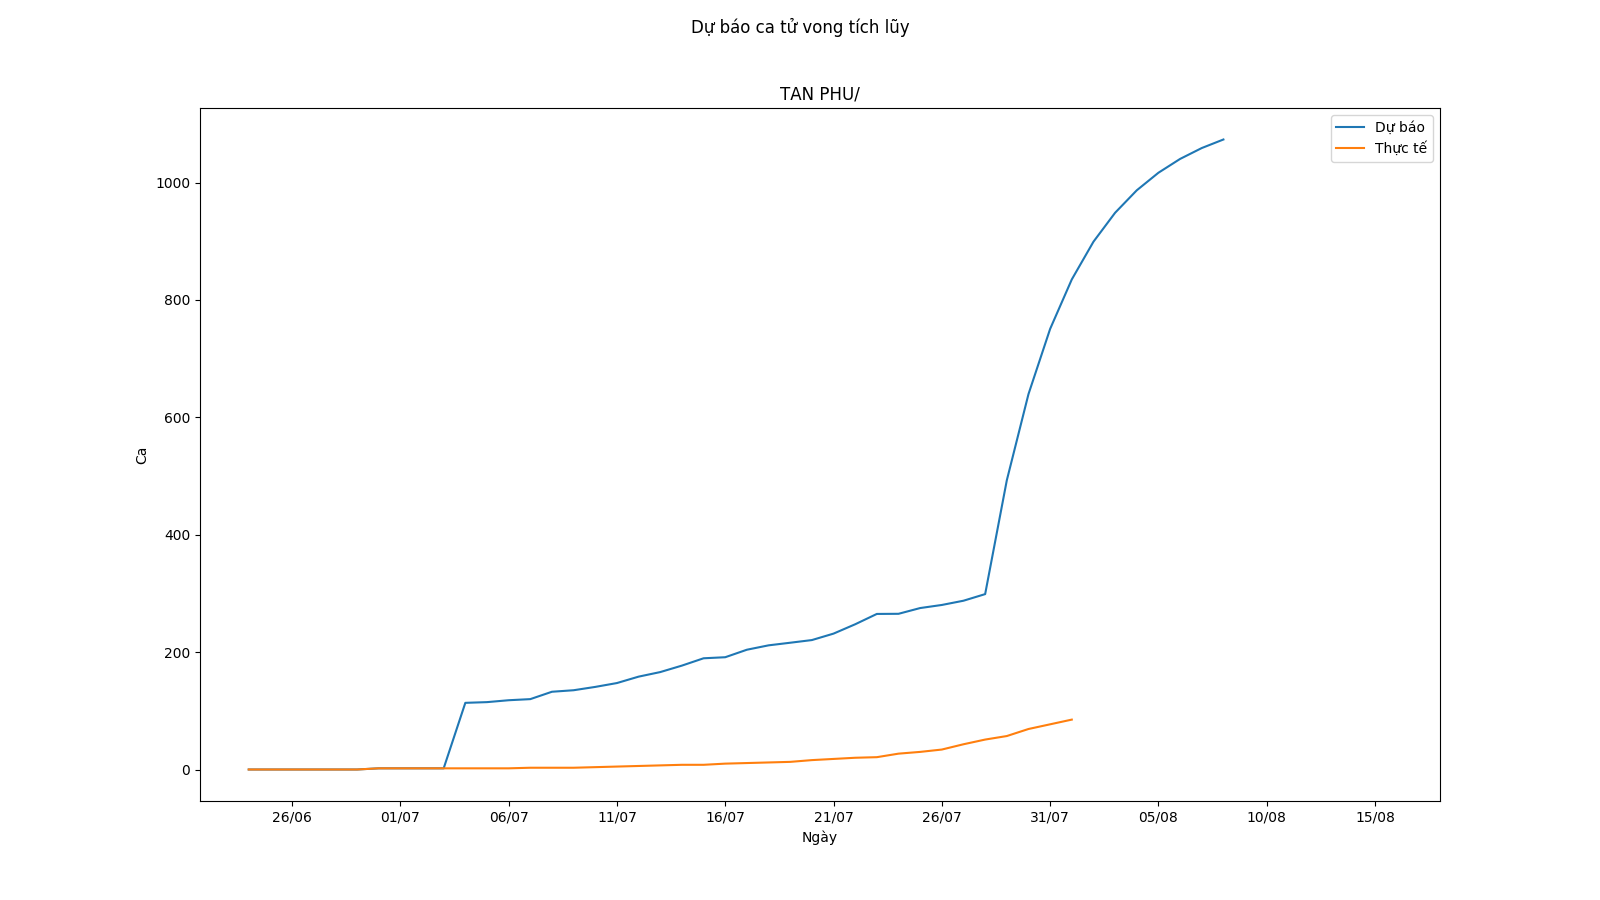 Dự báo ca tử vong tích lũy
TAN PHU/
Dự báo
Thực tế
1000
800
600
400
200
0
Ca
26/06 01/07 06/07 11/07 16/07 21/07 26/07 31/07 05/08 10/08 15/08
Ngày